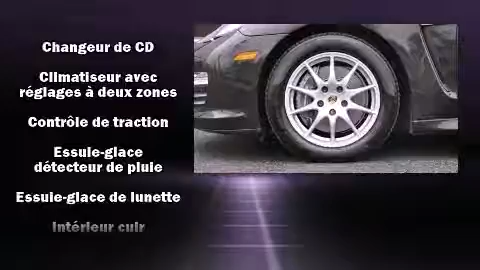 Changeur de CD
Climatiseur avec
réglages à deux zones
Contrôle de traction
Essuie-glace
détecteur de pluie
Essuie-glace de lunette
Intérieur cuir